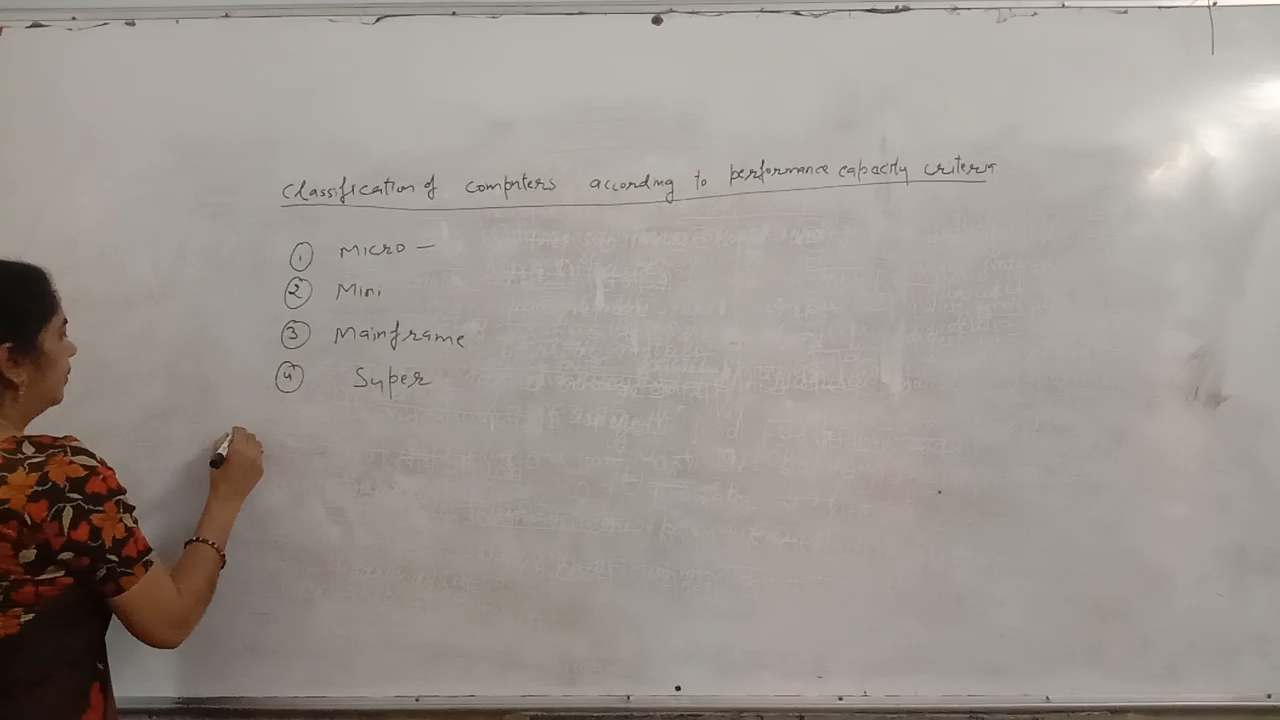 Classification of computers according to performance capacity criteria
① Micro —
② Mini
③ Mainframe
④ Super